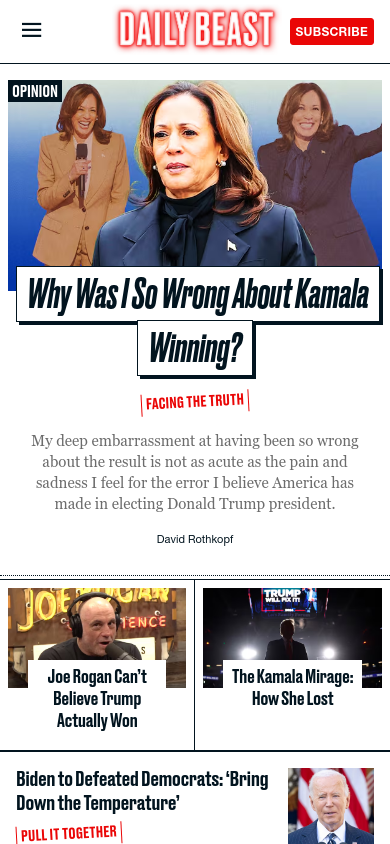 DAILY BEAST
SUBSCRIBE
OPINION
Why Was I So Wrong About Kamala
Winning?
FACING THE TRUTH
My deep embarrassment at having been so wrong
about the result is not as acute as the pain and
sadness I feel for the error I believe America has
made in electing Donald Trump president.
David Rothkopf
TRUMP
WILL FIX IT!
Joe Rogan Can’t
Believe Trump
Actually Won
The Kamala Mirage:
How She Lost
Biden to Defeated Democrats: ‘Bring
Down the Temperature’
PULL IT TOGETHER